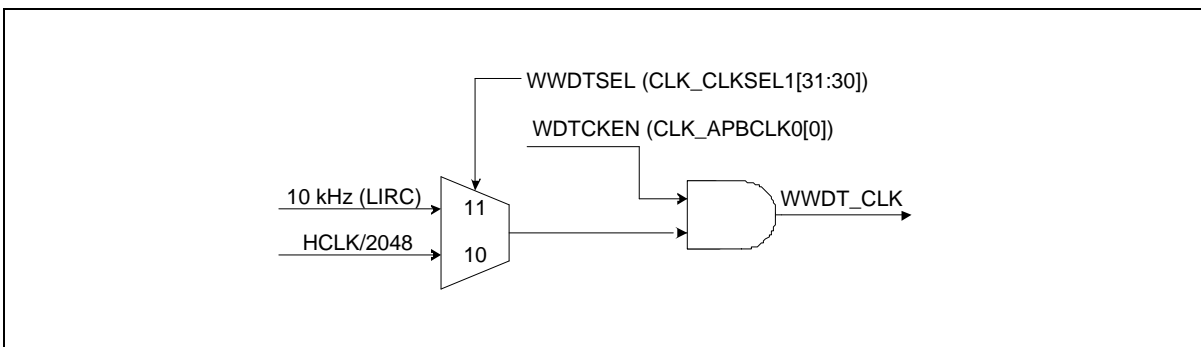 WWDTSEL (CLK_CLKSEL1[31:30])
WDTCKEN (CLK_APBCLK0[0])
10 kHz (LIRC)
11
WWDT_CLK
HCLK/2048
10